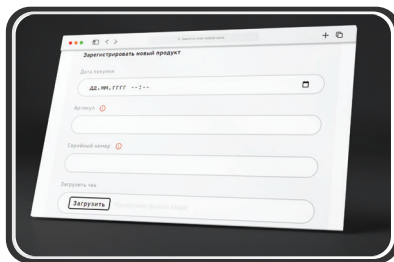 Зарегистрировать новый продукт
Дата покупки
дд.мм.гггг --:--
Артикул
Серийный номер
Загрузить чек
Загрузить